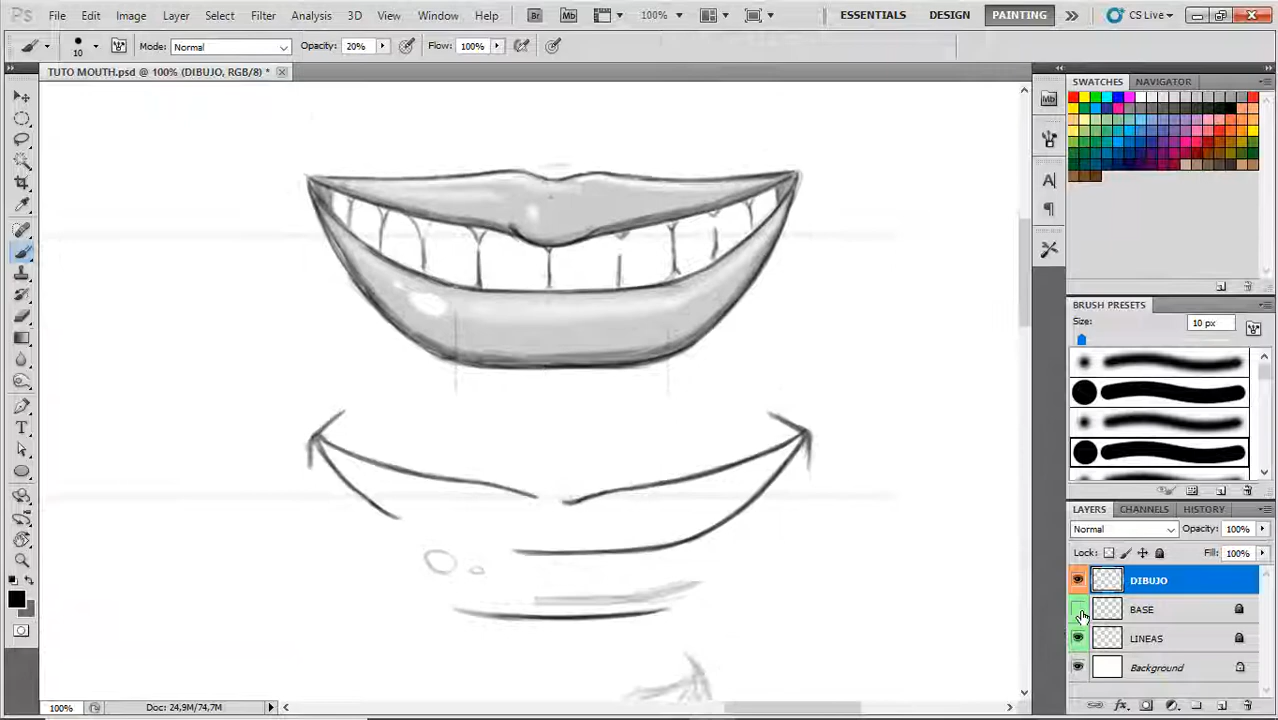 Ps File Edit Image Layer Select Filter Analysis 3D View Window Help Br Mb 100% ESSENTIALS DESIGN PAINTING CS Live
10 Mode: Normal Opacity: 20% Flow: 100%
TUTO MOUTH.psd @ 100% (DIBUJO, RGB/8) *
SWATCHES NAVIGATOR
Mb
A
T
BRUSH PRESETS
Size: 10 px
LAYERS CHANNELS HISTORY
Normal Opacity: 100%
Lock: Fill: 100%
DIBUJO
BASE
LINEAS
Background
100% Doc: 24,9M/74,7M